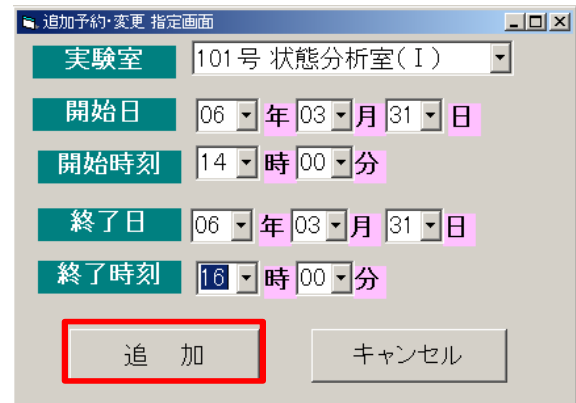 追加予約・変更 指定画面
実験室 101号 状態分析室(Ⅰ)
開始日 06 年 03 月 31 日
開始時刻 14 時 00 分
終了日 06 年 03 月 31 日
終了時刻 16 時 00 分
追 加 キャンセル